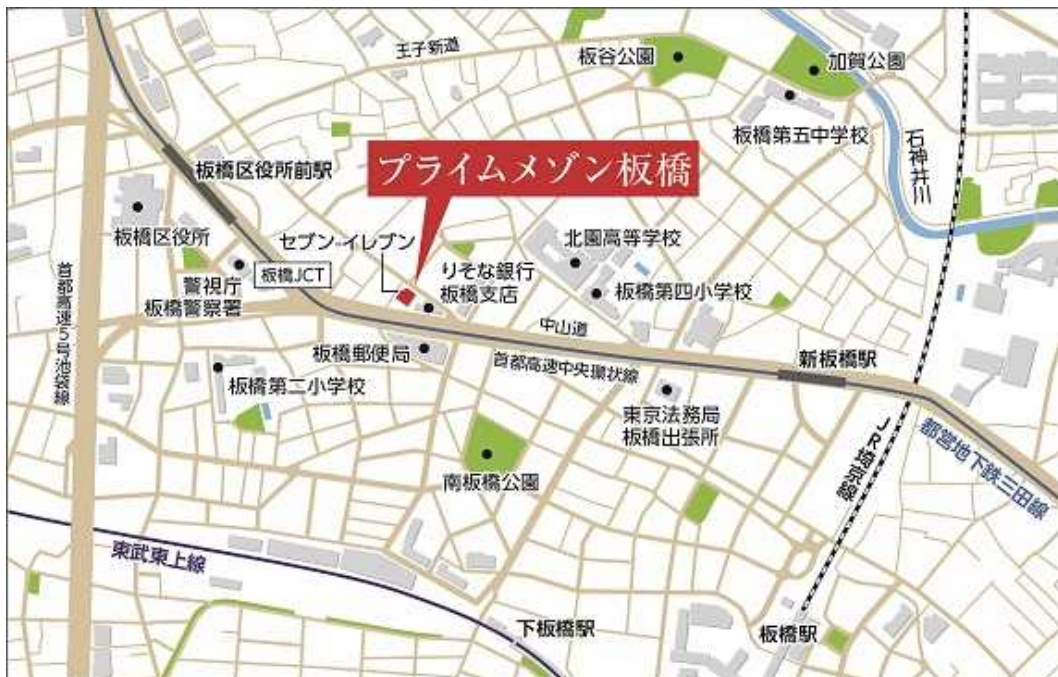 王子新道
板谷公園
加賀公園
板橋第五中学校
石神井川
板橋区役所前駅
プライムメゾン板橋
板橋区役所
セブン-イレブン
北園高等学校
警視庁
板橋警察署
板橋JCT
りそな銀行
板橋支店
板橋第四小学校
首都高速5号池袋線
中山道
板橋郵便局
首都高速中央環状線
新板橋駅
板橋第二小学校
東京法務局
板橋出張所
JR埼京線
都営地下鉄三田線
南板橋公園
東武東上線
下板橋駅
板橋駅